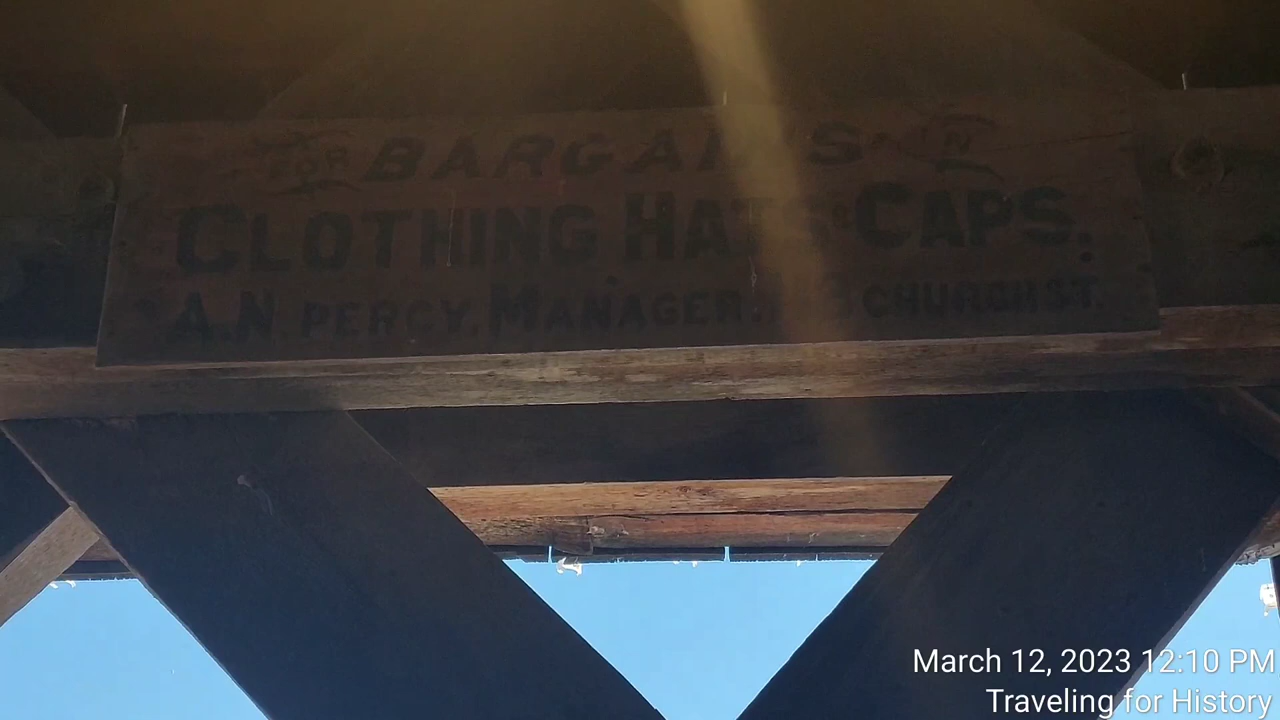 FOR BARGAINS IN
CLOTHING HATS & CAPS.
A.N. PERCY, MANAGER. CHURCH ST.
March 12, 2023 12:10 PM
Traveling for History